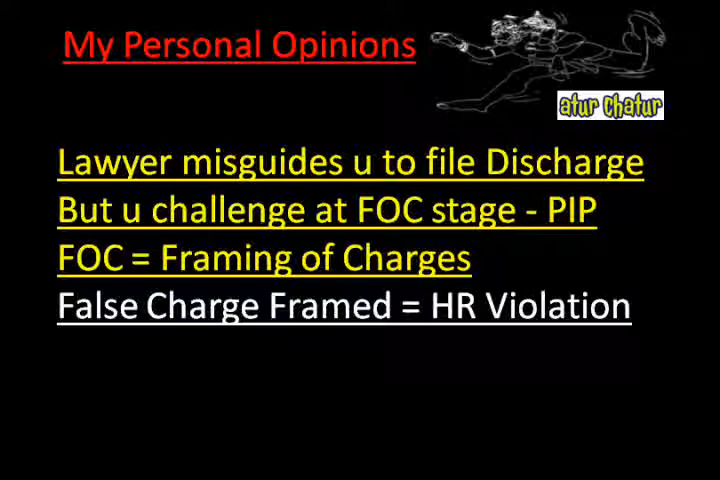 My Personal Opinions
atur chatur
Lawyer misguides u to file Discharge
But u challenge at FOC stage - PIP
FOC = Framing of Charges
False Charge Framed = HR Violation